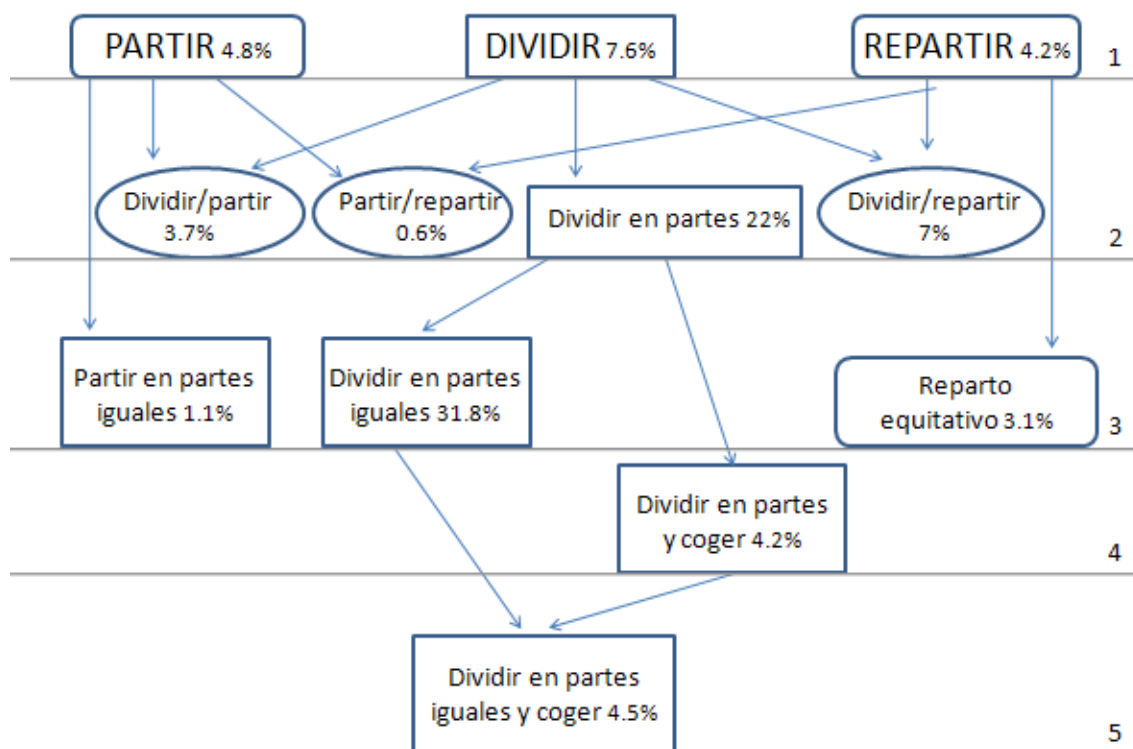 PARTIR 4.8%
DIVIDIR 7.6%
REPARTIR 4.2%
1
Dividir/partir
3.7%
Partir/repartir
0.6%
Dividir en partes 22%
Dividir/repartir
7%
2
Partir en partes
iguales 1.1%
Dividir en partes
iguales 31.8%
Reparto
equitativo 3.1%
3
Dividir en partes
y coger 4.2%
4
Dividir en partes
iguales y coger 4.5%
5